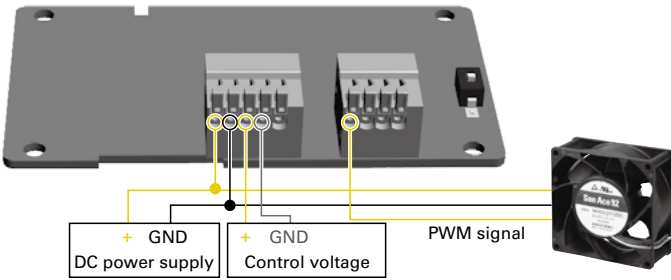 San Ace 92
PWM signal
+ GND
DC power supply
+ GND
Control voltage